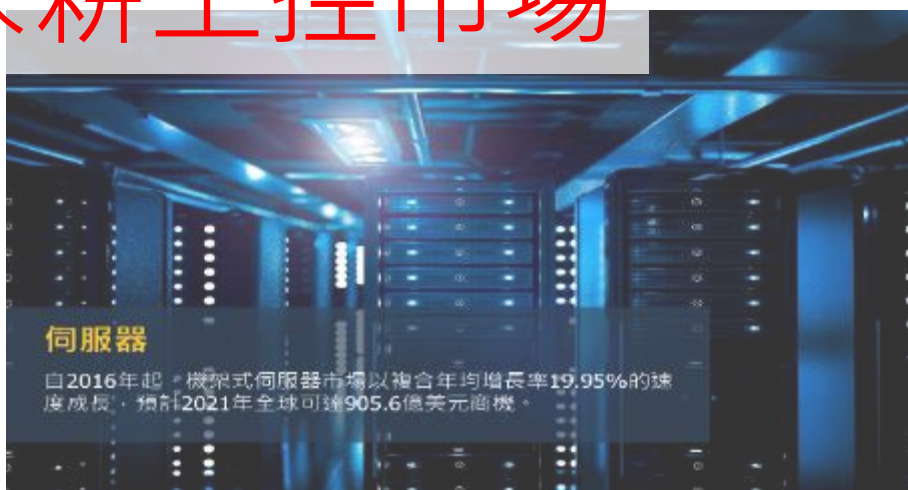 耕工控市場
伺服器
自2016年起，機架式伺服器市場以複合年均增長率19.95%的速
度成長，預計2021年全球可達905.6億美元商機。